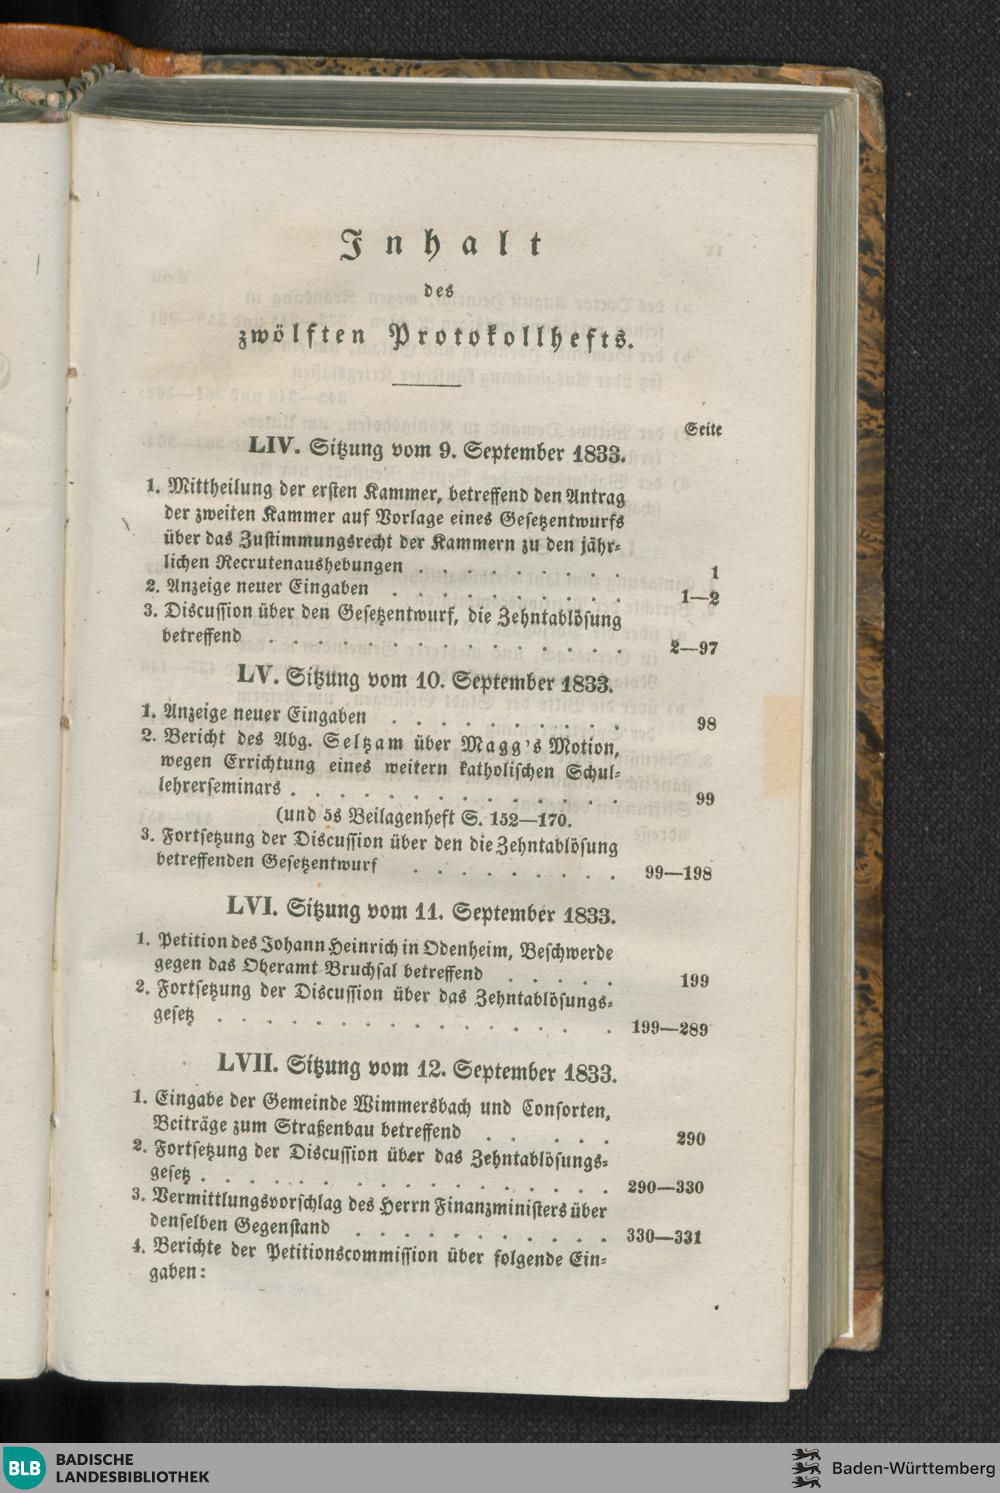 Inhalt
des
zwölften Protokollhefts.
Seite
LIV. Sitzung vom 9. September 1833.
1. Mittheilung der ersten Kammer, betreffend den Antrag
der zweiten Kammer auf Vorlage eines Gesetzentwurfs
über das Zustimmungsrecht der Kammern zu den jähr-
lichen Recrutenaushebungen . . . . . . . . . 1
2. Anzeige neuer Eingaben . . . . . . . . . . 1—2
3. Discussion über den Gesetzentwurf, die Zehntablösung
betreffend . . . . . . . . . . . . . . . 2—97
LV. Sitzung vom 10. September 1833.
1. Anzeige neuer Eingaben . . . . . . . . . . 98
2. Bericht des Abg. Seltzam über Magg's Motion,
wegen Errichtung eines weitern katholischen Schul-
lehrerseminars . . . . . . . . . . . . . . 99
(und 5s Beilagenheft S. 152—170.
3. Fortsetzung der Discussion über den die Zehntablösung
betreffenden Gesetzentwurf . . . . . . . . . 99—198
LVI. Sitzung vom 11. September 1833.
1. Petition des Johann Heinrich in Odenheim, Beschwerde
gegen das Oberamt Bruchsal betreffend . . . . . 199
2. Fortsetzung der Discussion über das Zehntablösungs-
gesetz . . . . . . . . . . . . . . . . . 199—289
LVII. Sitzung vom 12. September 1833.
1. Eingabe der Gemeinde Wimmersbach und Consorten,
Beiträge zum Straßenbau betreffend . . . . . 290
2. Fortsetzung der Discussion über das Zehntablösungs-
gesetz . . . . . . . . . . . . . . . . . 290—330
3. Vermittlungsvorschlag des Herrn Finanzministers über
denselben Gegenstand . . . . . . . . . . . 330—331
4. Berichte der Petitionscommission über folgende Ein-
gaben:
BLB BADISCHE
LANDESBIBLIOTHEK
Baden-Württemberg